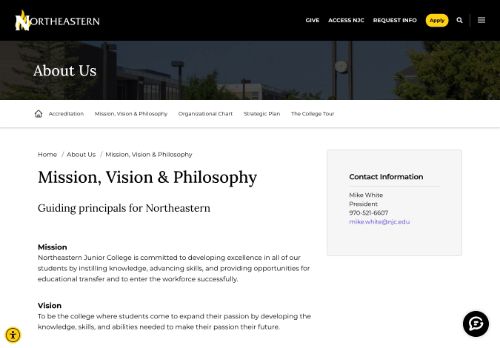 NORTHEASTERN
GIVE ACCESS NJC REQUEST INFO Apply
About Us
Accreditation Mission, Vision & Philosophy Organizational Chart Strategic Plan The College Tour
Home / About Us / Mission, Vision & Philosophy
Mission, Vision & Philosophy
Guiding principals for Northeastern
Mission
Northeastern Junior College is committed to developing excellence in all of our
students by instilling knowledge, advancing skills, and providing opportunities for
educational transfer and to enter the workforce successfully.
Vision
To be the college where students come to expand their passion by developing the
knowledge, skills, and abilities needed to make their passion their future.
Contact Information
Mike White
President
970-521-6607
mike.white@njc.edu